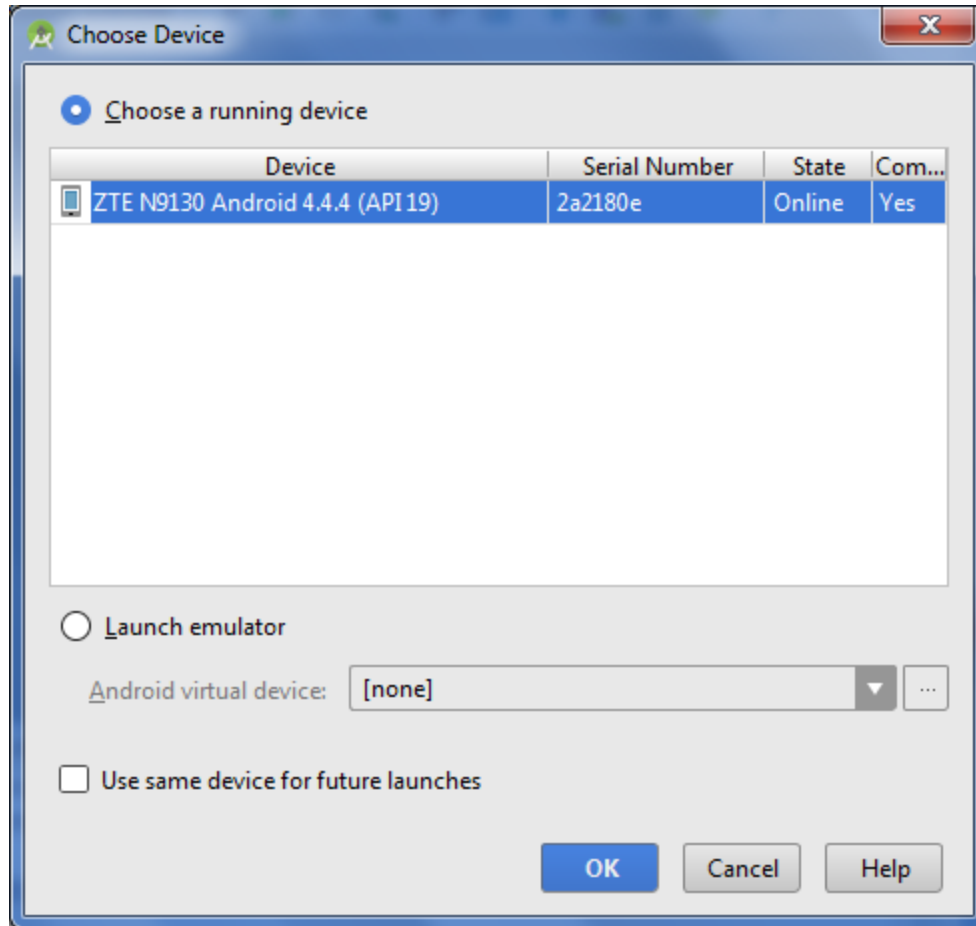 Choose Device
Choose a running device
Device Serial Number State Com...
ZTE N9130 Android 4.4.4 (API 19) 2a2180e Online Yes
Launch emulator
Android virtual device: [none] ...
Use same device for future launches
OK Cancel Help